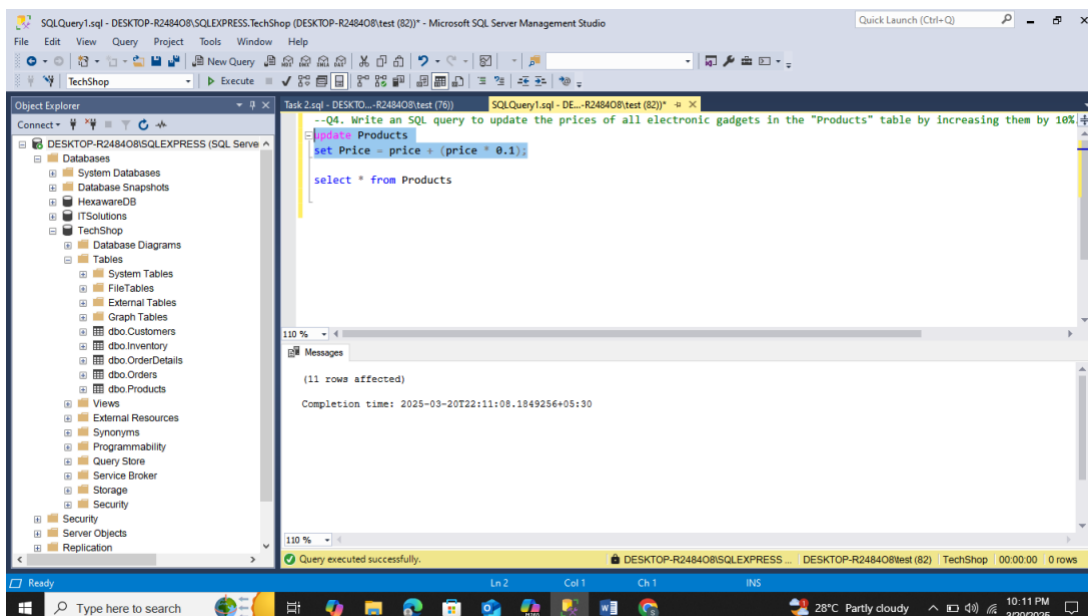 SQLQuery1.sql - DESKTOP-R2484O8\SQLEXPRESS.TechShop (DESKTOP-R2484O8\test (82))* - Microsoft SQL Server Management Studio
Quick Launch (Ctrl+Q)
File Edit View Query Project Tools Window Help
New Query
TechShop Execute
Object Explorer
Task 2.sql - DESKTO...-R2484O8\test (76))
SQLQuery1.sql - DE...-R2484O8\test (82))*
Connect
DESKTOP-R2484O8\SQLEXPRESS (SQL Serve
Databases
System Databases
Database Snapshots
HexawareDB
ITSolutions
TechShop
Database Diagrams
Tables
System Tables
FileTables
External Tables
Graph Tables
dbo.Customers
dbo.Inventory
dbo.OrderDetails
dbo.Orders
dbo.Products
Views
External Resources
Synonyms
Programmability
Query Store
Service Broker
Storage
Security
Security
Server Objects
Replication
--Q4. Write an SQL query to update the prices of all electronic gadgets in the "Products" table by increasing them by 10%
update Products
set Price = price + (price * 0.1);
select * from Products
110 %
Messages
(11 rows affected)
Completion time: 2025-03-20T22:11:08.1849256+05:30
110 %
Query executed successfully.
DESKTOP-R2484O8\SQLEXPRESS ... DESKTOP-R2484O8\test (82) TechShop 00:00:00 0 rows
Ready Ln 2 Col 1 Ch 1 INS
Type here to search
28°C Partly cloudy
10:11 PM
3/20/2025